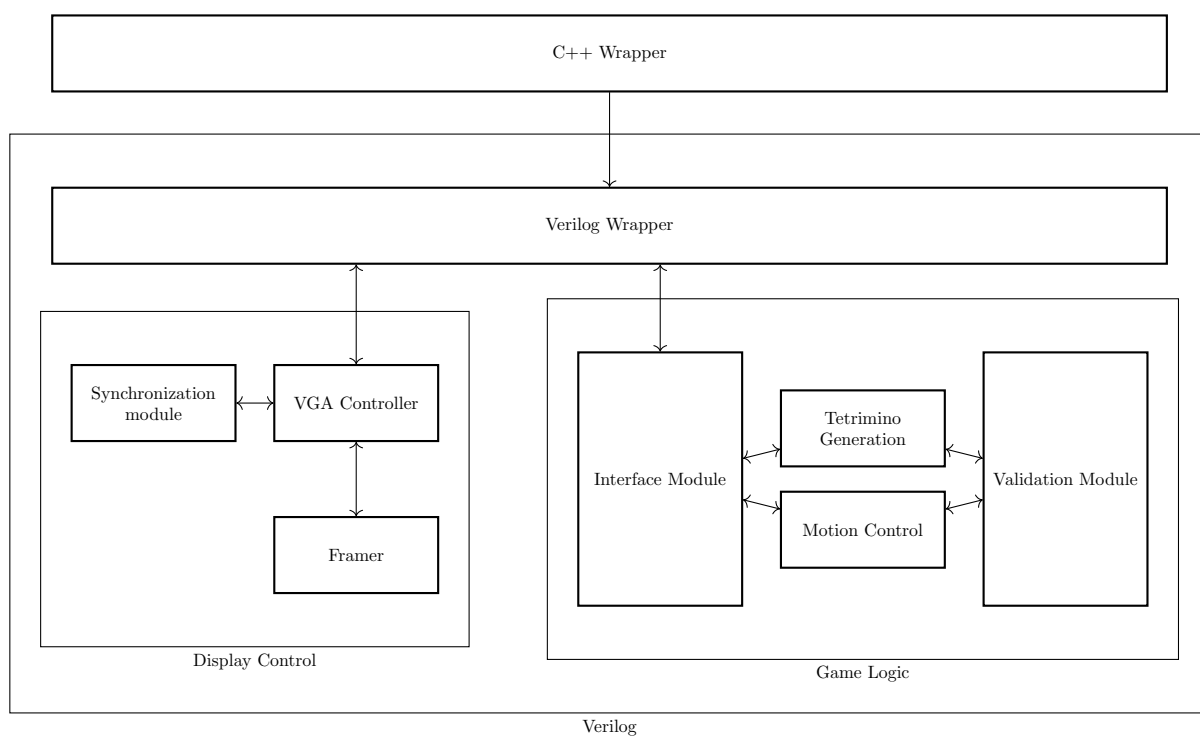 C++ Wrapper
Verilog Wrapper
Synchronization
module
VGA Controller
Framer
Display Control
Interface Module
Tetrimino
Generation
Motion Control
Validation Module
Game Logic
Verilog